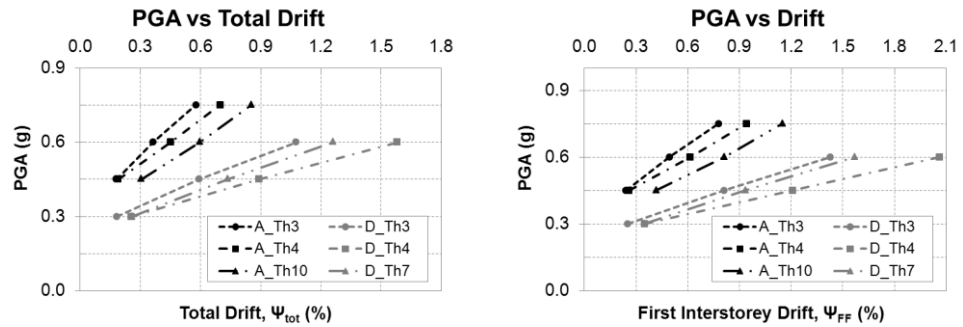 PGA vs Total Drift
0.0 0.3 0.6 0.9 1.2 1.5 1.8
0.9
0.6
0.3
0.0
PGA (g)
A_Th3 D_Th3
A_Th4 D_Th4
A_Th10 D_Th7
Total Drift, Ψtot (%)
PGA vs Drift
0.0 0.3 0.6 0.9 1.2 1.5 1.8 2.1
0.9
0.6
0.3
0.0
PGA (g)
A_Th3 D_Th3
A_Th4 D_Th4
A_Th10 D_Th7
First Interstorey Drift, ΨFF (%)